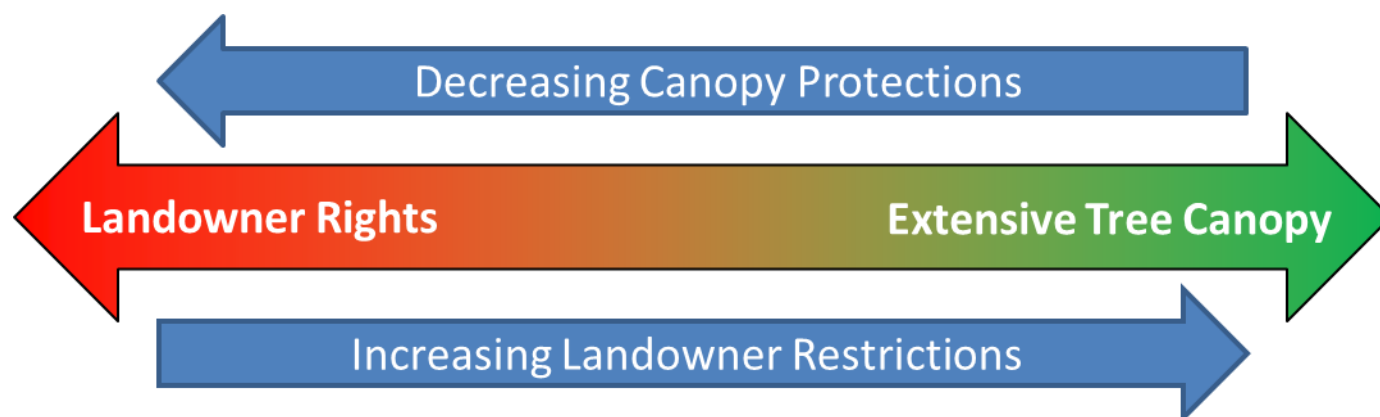 Decreasing Canopy Protections
Landowner Rights
Extensive Tree Canopy
Increasing Landowner Restrictions